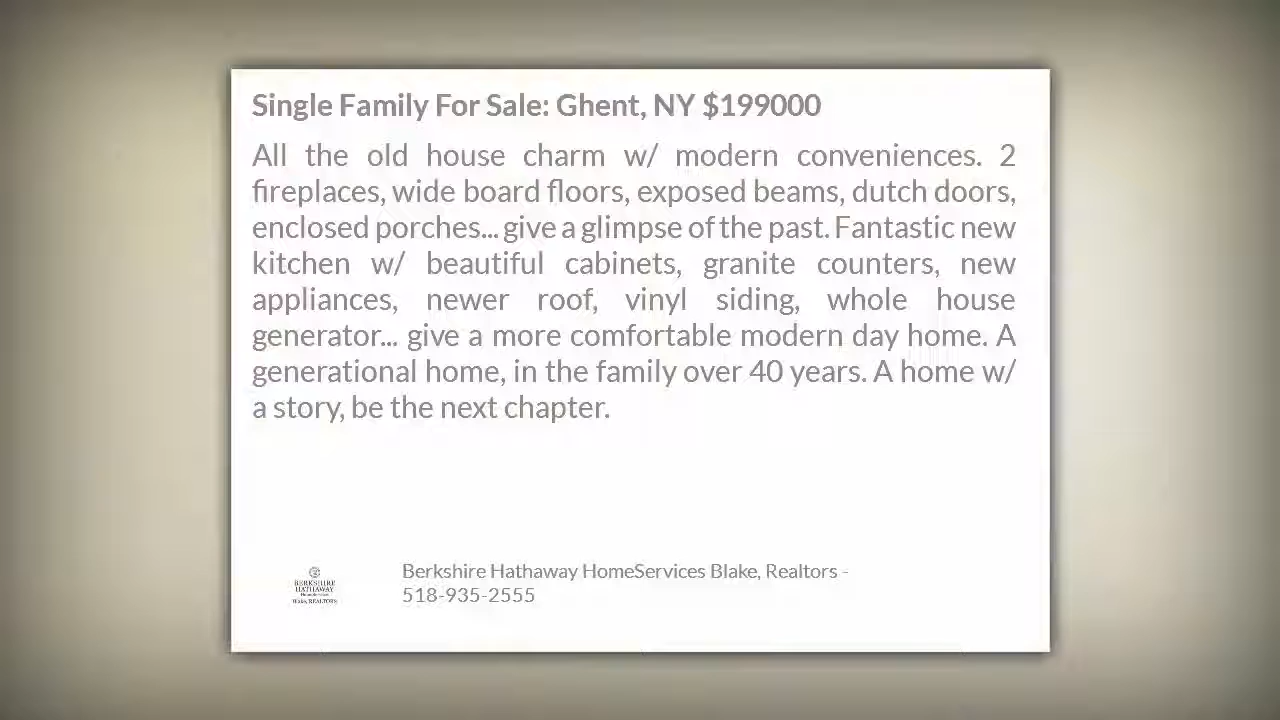 Single Family For Sale: Ghent, NY $199000
All the old house charm w/ modern conveniences. 2
fireplaces, wide board floors, exposed beams, dutch doors,
enclosed porches... give a glimpse of the past. Fantastic new
kitchen w/ beautiful cabinets, granite counters, new
appliances, newer roof, vinyl siding, whole house
generator... give a more comfortable modern day home. A
generational home, in the family over 40 years. A home w/
a story, be the next chapter.
BERKSHIRE
HATHAWAY
HomeServices
Blake, REALTORS
Berkshire Hathaway HomeServices Blake, Realtors -
518-935-2555